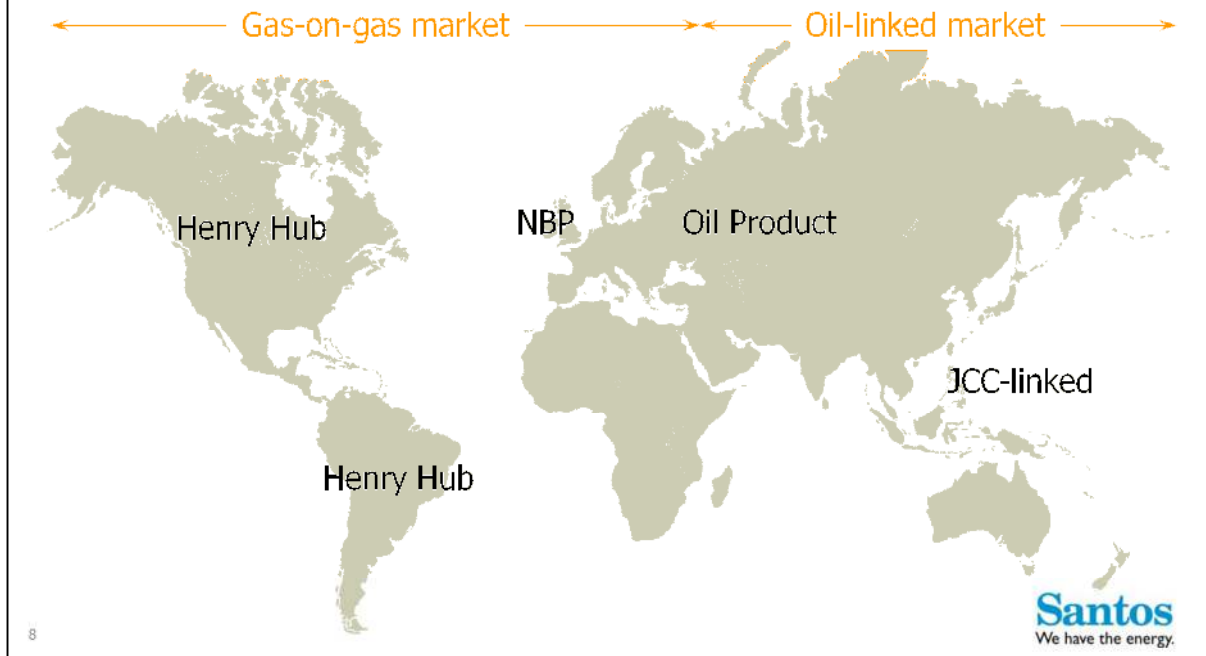 Gas-on-gas market
Oil-linked market
Henry Hub
NBP
Oil Product
JCC-linked
Henry Hub
8
Santos
We have the energy.